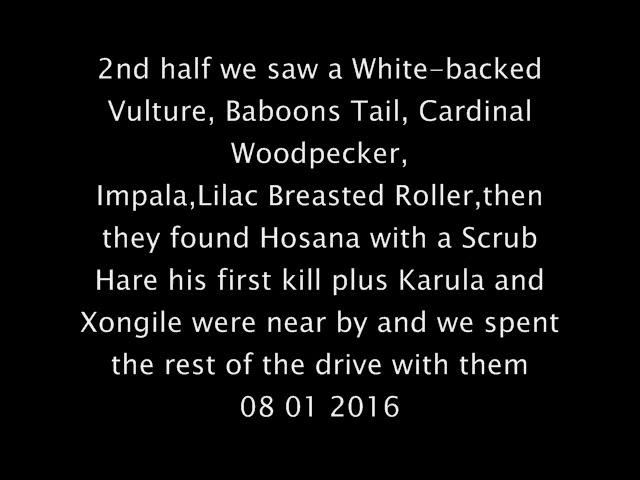 2nd half we saw a White-backed
Vulture, Baboons Tail, Cardinal
Woodpecker,
Impala,Lilac Breasted Roller,then
they found Hosana with a Scrub
Hare his first kill plus Karula and
Xongile were near by and we spent
the rest of the drive with them
08 01 2016